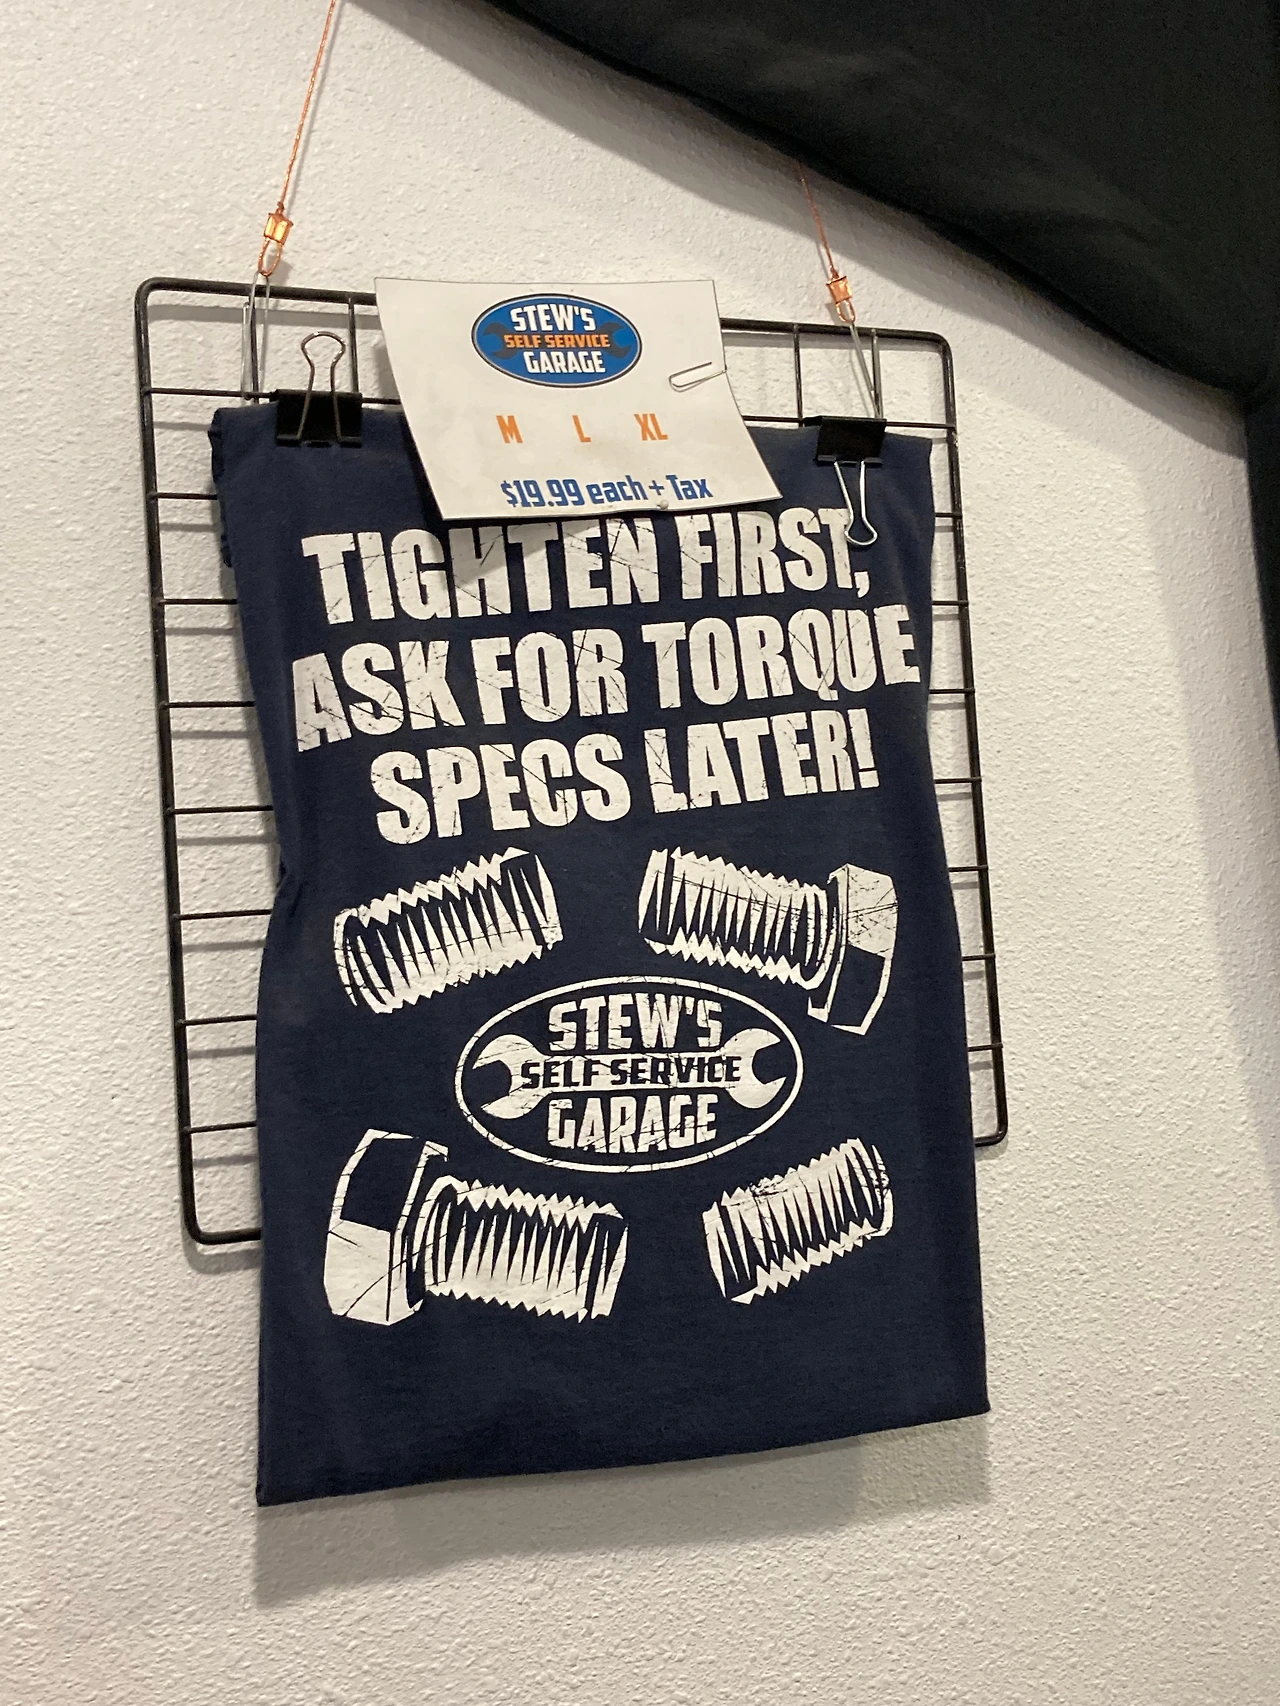 STEW'S
SELF SERVICE
GARAGE
M L XL
$19.99 each + Tax
TIGHTEN FIRST,
ASK FOR TORQUE
SPECS LATER!
STEW'S
SELF SERVICE
GARAGE